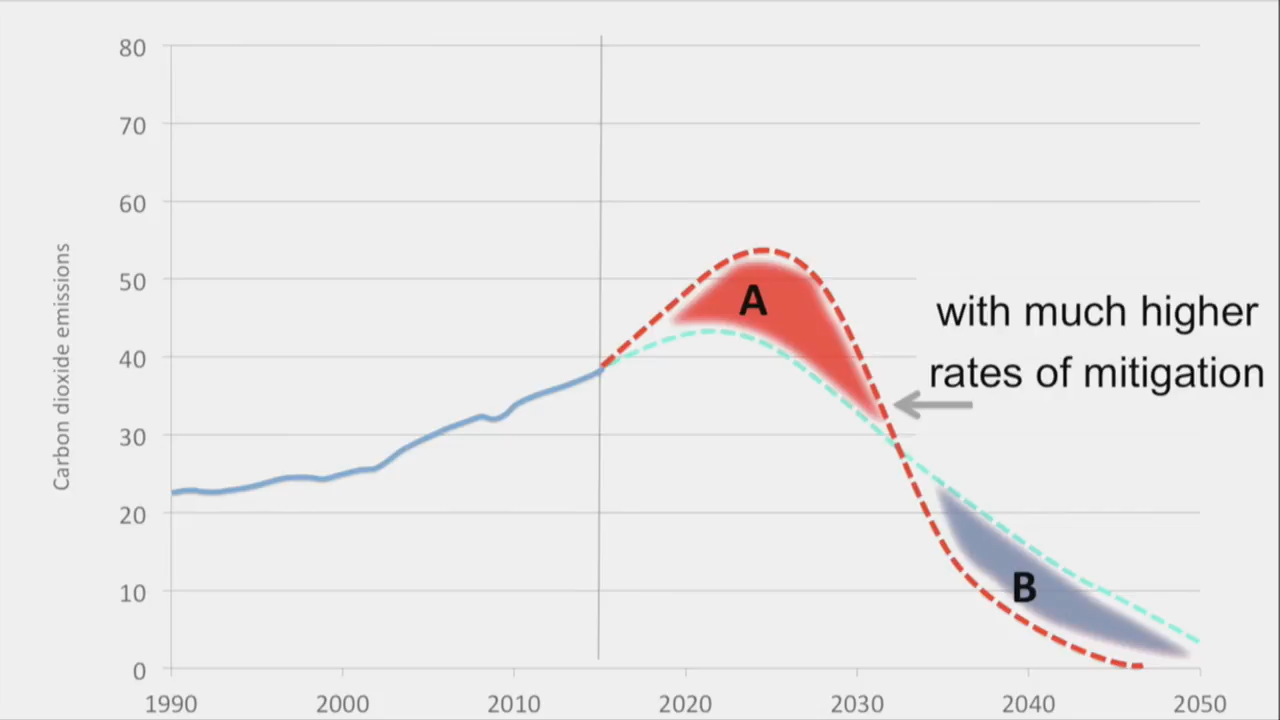 80
70
60
50
40
30
20
10
0
Carbon dioxide emissions
A
with much higher
rates of mitigation
B
1990 2000 2010 2020 2030 2040 2050